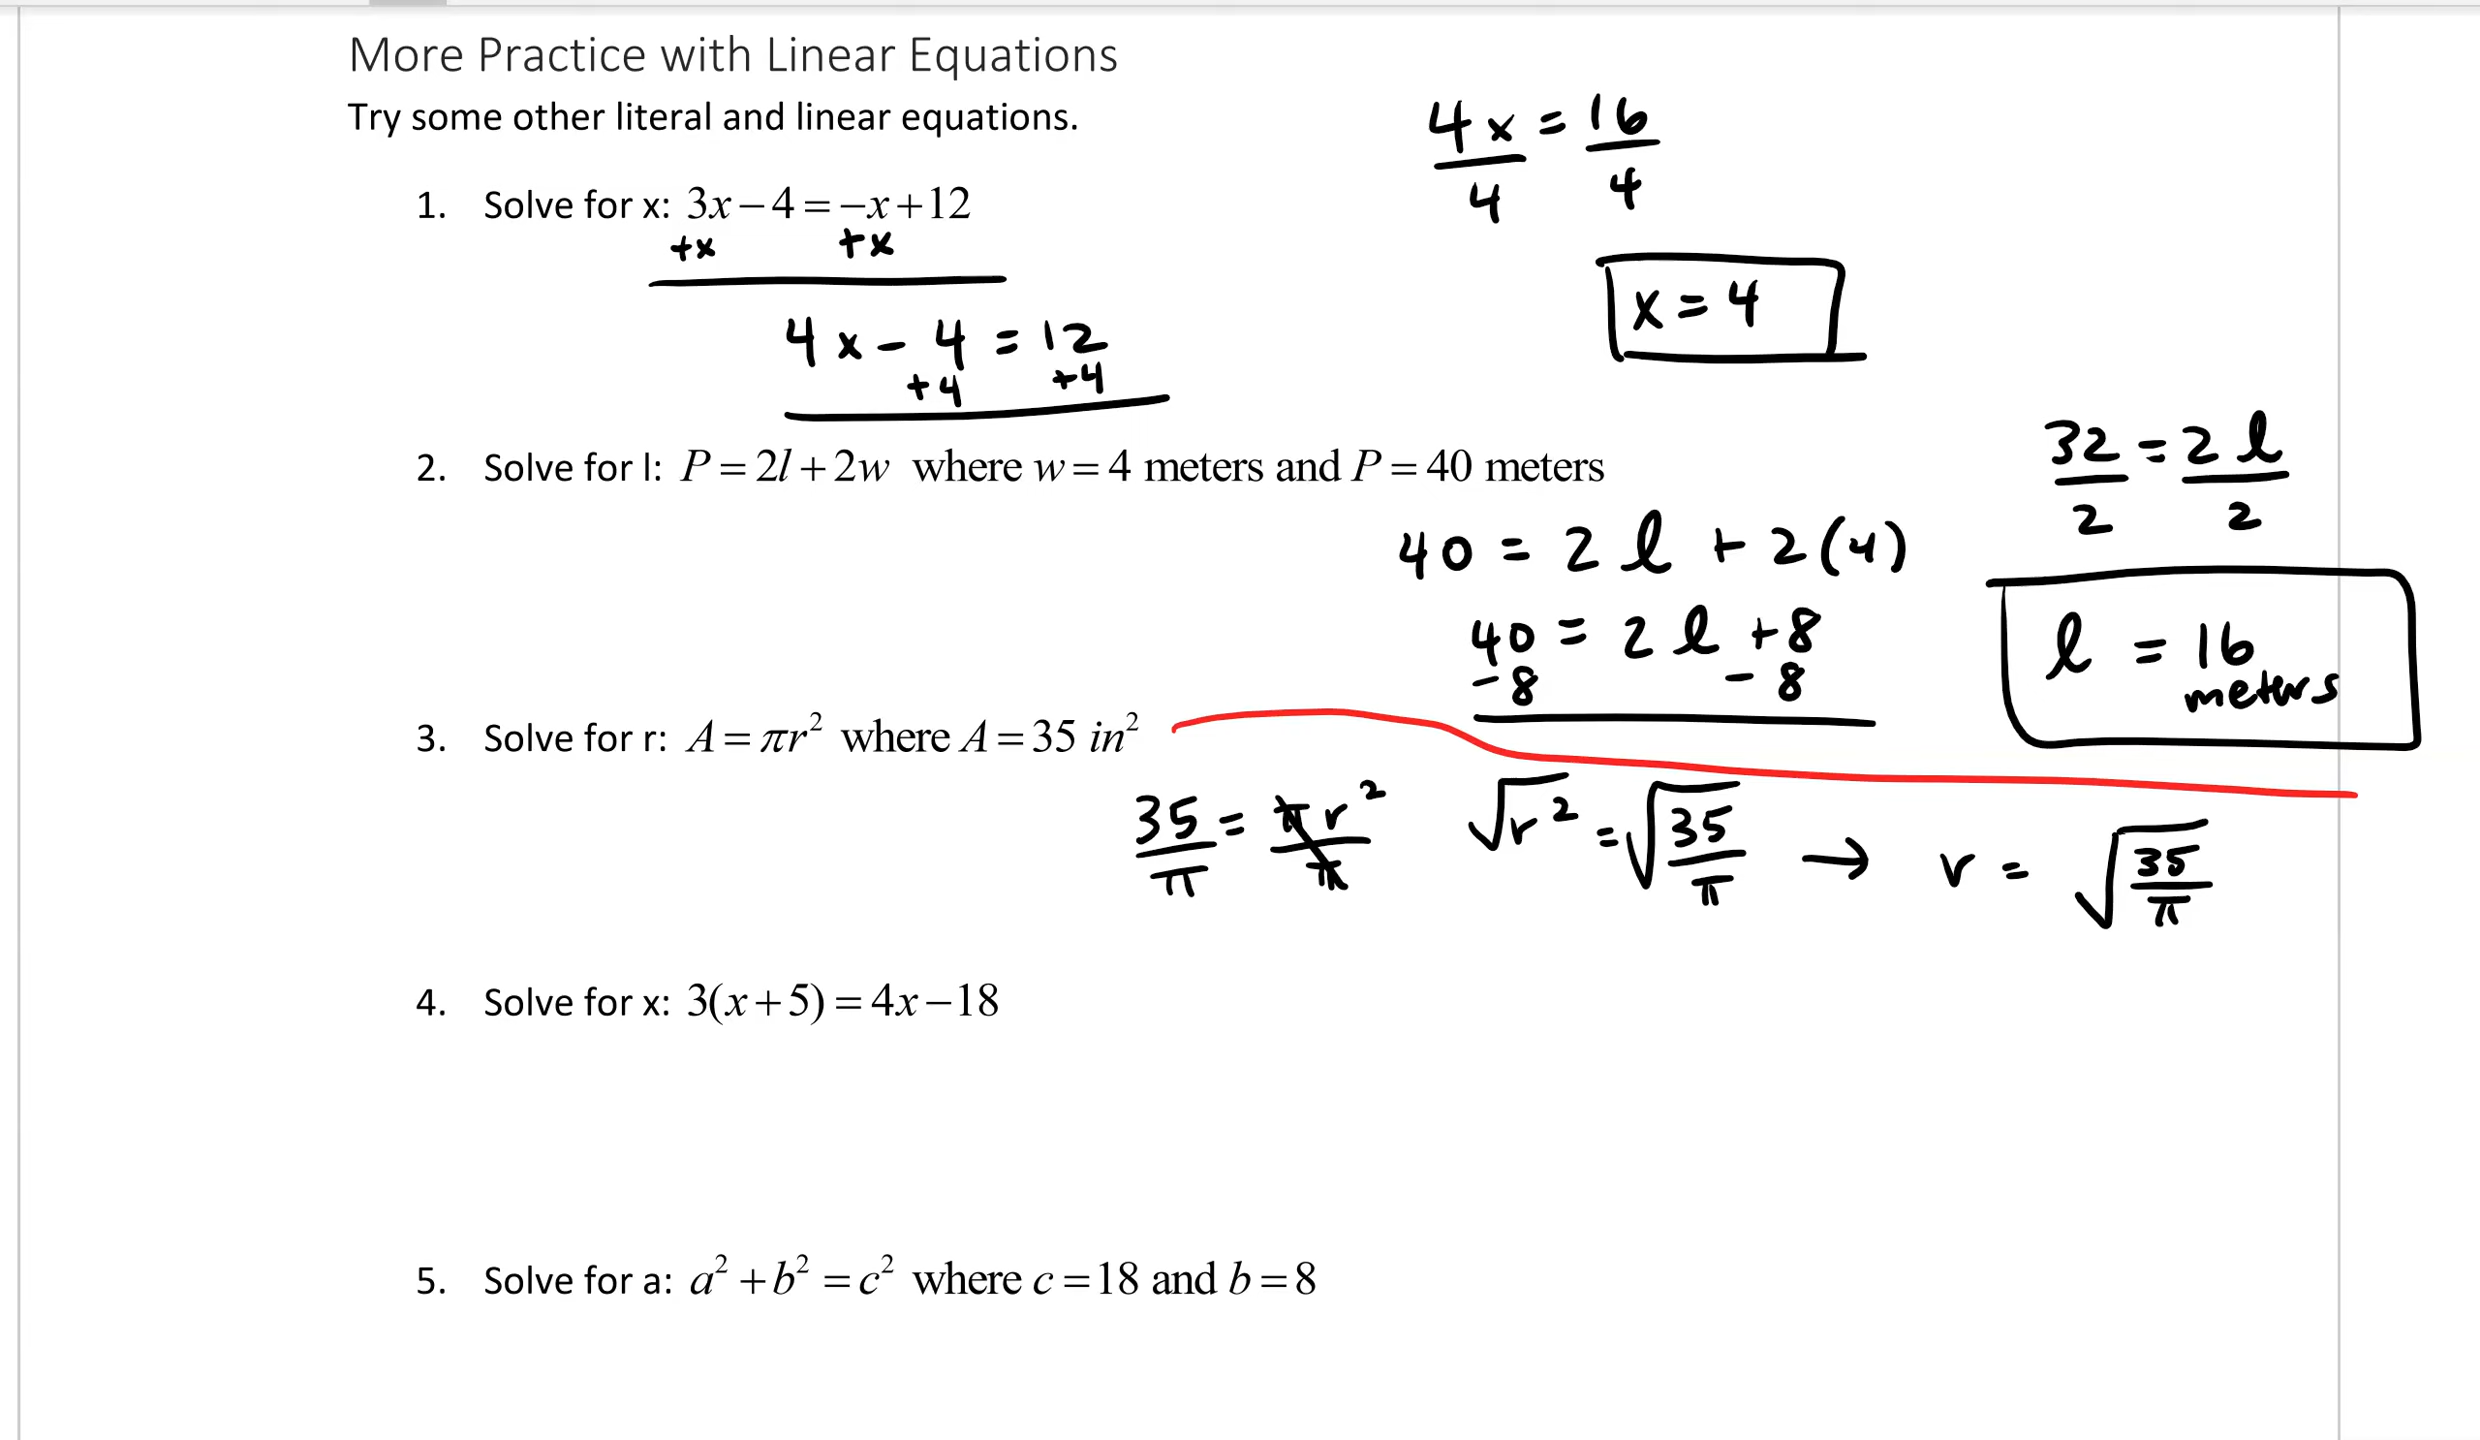 More Practice with Linear Equations
Try some other literal and linear equations.
1. Solve for x: 3x−4=−x+12
+x +x
4x − 4 = 12
+4 +4
4x = 16
4 4
x = 4
2. Solve for l: P=2l+2w where w=4 meters and P=40 meters
40 = 2l + 2(4)
40 = 2l +8
−8 −8
32 = 2l
2 2
l = 16
meters
3. Solve for r: A=πr² where A=35 in²
35 = πr² √r² = √35 → r = √35
π π π π
4. Solve for x: 3(x+5)=4x−18
5. Solve for a: a²+b²=c² where c=18 and b=8